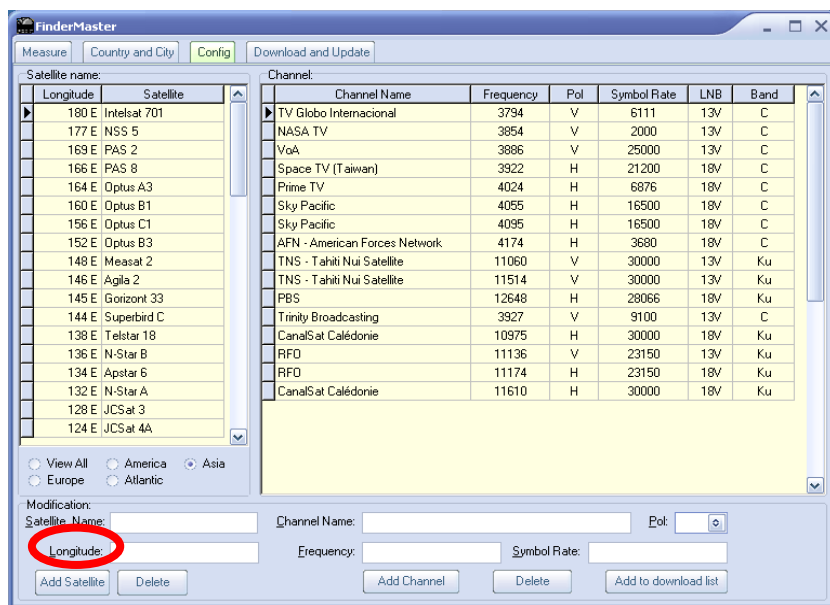 FinderMaster
Measure Country and City Config Download and Update
Satellite name:
Longitude Satellite
180 E Intelsat 701
177 E NSS 5
169 E PAS 2
166 E PAS 8
164 E Optus A3
160 E Optus B1
156 E Optus C1
152 E Optus B3
148 E Measat 2
146 E Agila 2
145 E Gorizont 33
144 E Superbird C
138 E Telstar 18
136 E N-Star B
134 E Apstar 6
132 E N-Star A
128 E JCSat 3
124 E JCSat 4A
View All America Asia
Europe Atlantic
Channel:
Channel Name Frequency Pol Symbol Rate LNB Band
TV Globo Internacional 3794 V 6111 13V C
NASA TV 3854 V 2000 13V C
VoA 3886 V 25000 13V C
Space TV (Taiwan) 3922 H 21200 18V C
Prime TV 4024 H 6876 18V C
Sky Pacific 4055 H 16500 18V C
Sky Pacific 4095 H 16500 18V C
AFN - American Forces Network 4174 H 3680 18V C
TNS - Tahiti Nui Satellite 11060 V 30000 13V Ku
TNS - Tahiti Nui Satellite 11514 V 30000 13V Ku
PBS 12648 H 28066 18V Ku
Trinity Broadcasting 3927 V 9100 13V C
CanalSat Calédonie 10975 H 30000 18V Ku
RFO 11136 V 23150 13V Ku
RFO 11174 H 23150 18V Ku
CanalSat Calédonie 11610 H 30000 18V Ku
Modification:
Satellite Name: Channel Name: Pol:
Longitude: Frequency: Symbol Rate:
Add Satellite Delete Add Channel Delete Add to download list